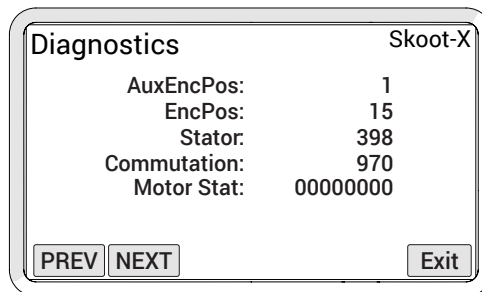 Diagnostics Skoot-X
AuxEncPos: 1
EncPos: 15
Stator: 398
Commutation: 970
Motor Stat: 00000000
PREV NEXT Exit